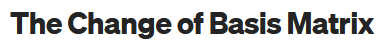 The Change of Basis Matrix